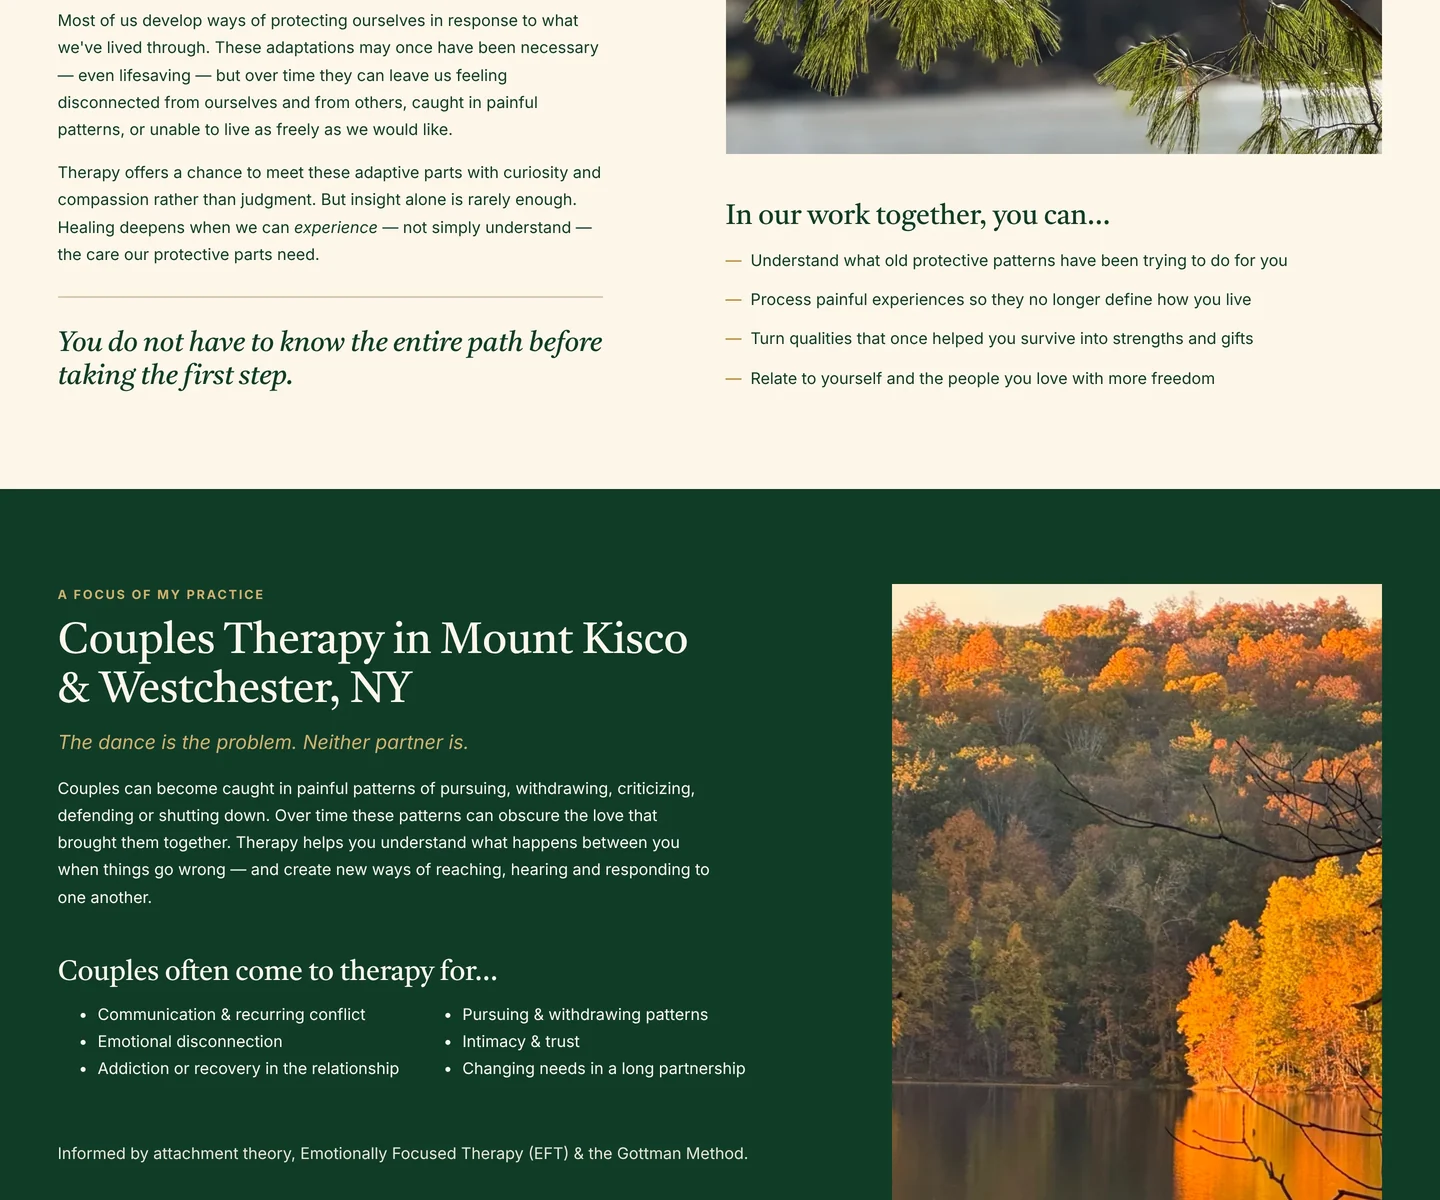 Most of us develop ways of protecting ourselves in response to what
we've lived through. These adaptations may once have been necessary
— even lifesaving — but over time they can leave us feeling
disconnected from ourselves and from others, caught in painful
patterns, or unable to live as freely as we would like.
Therapy offers a chance to meet these adaptive parts with curiosity and
compassion rather than judgment. But insight alone is rarely enough.
Healing deepens when we can experience — not simply understand —
the care our protective parts need.
You do not have to know the entire path before
taking the first step.
In our work together, you can...
— Understand what old protective patterns have been trying to do for you
— Process painful experiences so they no longer define how you live
— Turn qualities that once helped you survive into strengths and gifts
— Relate to yourself and the people you love with more freedom
A FOCUS OF MY PRACTICE
Couples Therapy in Mount Kisco
& Westchester, NY
The dance is the problem. Neither partner is.
Couples can become caught in painful patterns of pursuing, withdrawing, criticizing,
defending or shutting down. Over time these patterns can obscure the love that
brought them together. Therapy helps you understand what happens between you
when things go wrong — and create new ways of reaching, hearing and responding to
one another.
Couples often come to therapy for...
• Communication & recurring conflict
• Emotional disconnection
• Addiction or recovery in the relationship
• Pursuing & withdrawing patterns
• Intimacy & trust
• Changing needs in a long partnership
Informed by attachment theory, Emotionally Focused Therapy (EFT) & the Gottman Method.